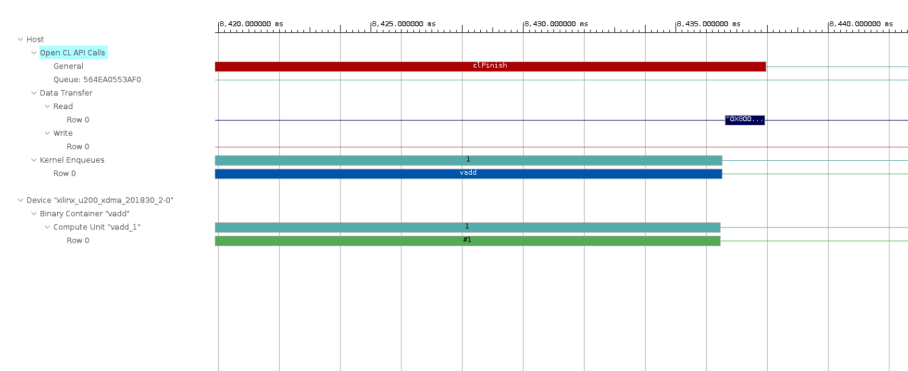 8,420.000000 ms 8,425.000000 ms 8,430.000000 ms 8,435.000000 ms 8,440.000000 ms
Host
Open CL API Calls
General clFinish
Queue: 564EA0553AF0
Data Transfer
Read
Row 0 0X800...
Write
Row 0
Kernel Enqueues 1
Row 0 vadd
Device "xilinx_u200_xdma_201830_2-0"
Binary Container "vadd"
Compute Unit "vadd_1" 1
Row 0 #1